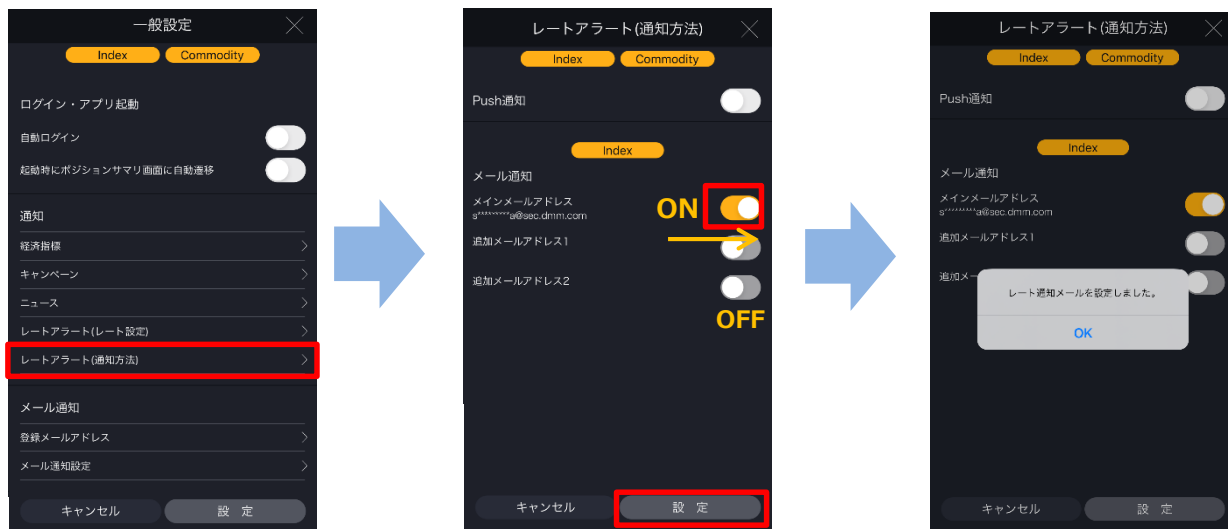 一般設定
Index
Commodity
ログイン・アプリ起動
自動ログイン
起動時にポジションサマリ画面に自動遷移
通知
経済指標
キャンペーン
ニュース
レートアラート(レート設定)
レートアラート(通知方法)
メール通知
登録メールアドレス
メール通知設定
キャンセル
設 定
レートアラート(通知方法)
Index
Commodity
Push通知
Index
メール通知
メインメールアドレス
s*********a@sec.dmm.com
ON
追加メールアドレス1
追加メールアドレス2
OFF
キャンセル
設 定
レートアラート(通知方法)
Index
Commodity
Push通知
Index
メール通知
メインメールアドレス
s*********a@sec.dmm.com
追加メールアドレス1
追加メー
レート通知メールを設定しました。
OK
キャンセル
設 定